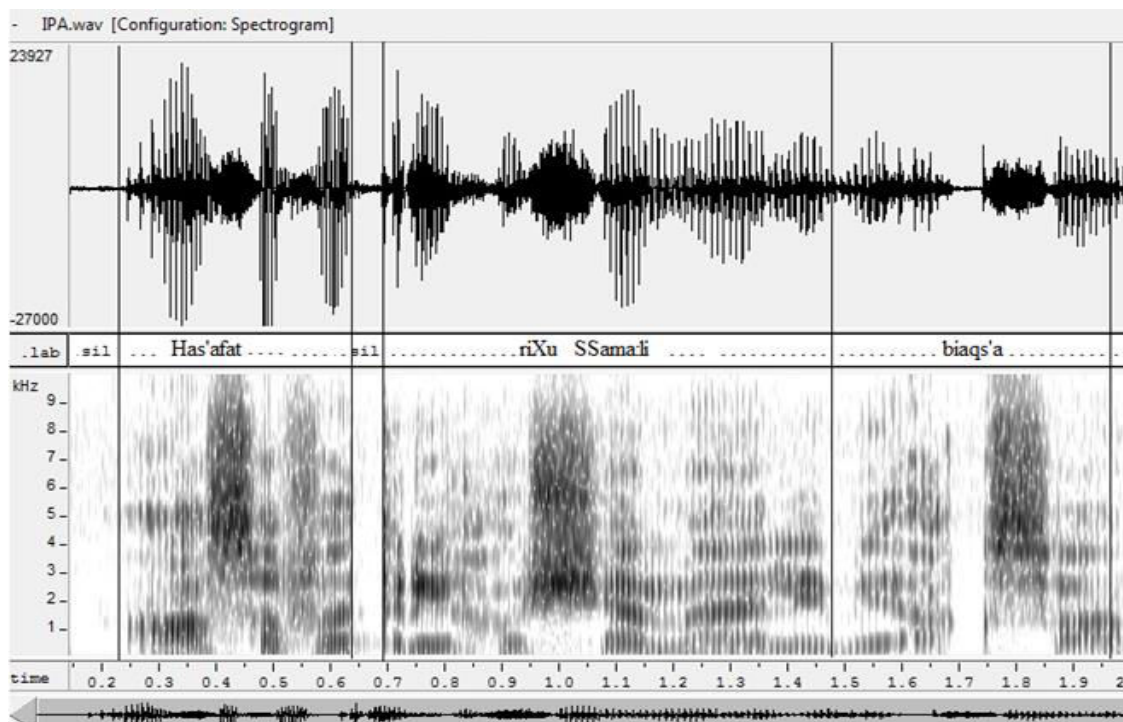 - IPA.wav [Configuration: Spectrogram]
23927
-27000
.lab sil .... Has'afat ..... sil ......... riXu SSama:li .... .. ...... biaqs'a ........
kHz
9
8
7
6
5
4
3
2
1
time 0.2 0.3 0.4 0.5 0.6 0.7 0.8 0.9 1.0 1.1 1.2 1.3 1.4 1.5 1.6 1.7 1.8 1.9 2